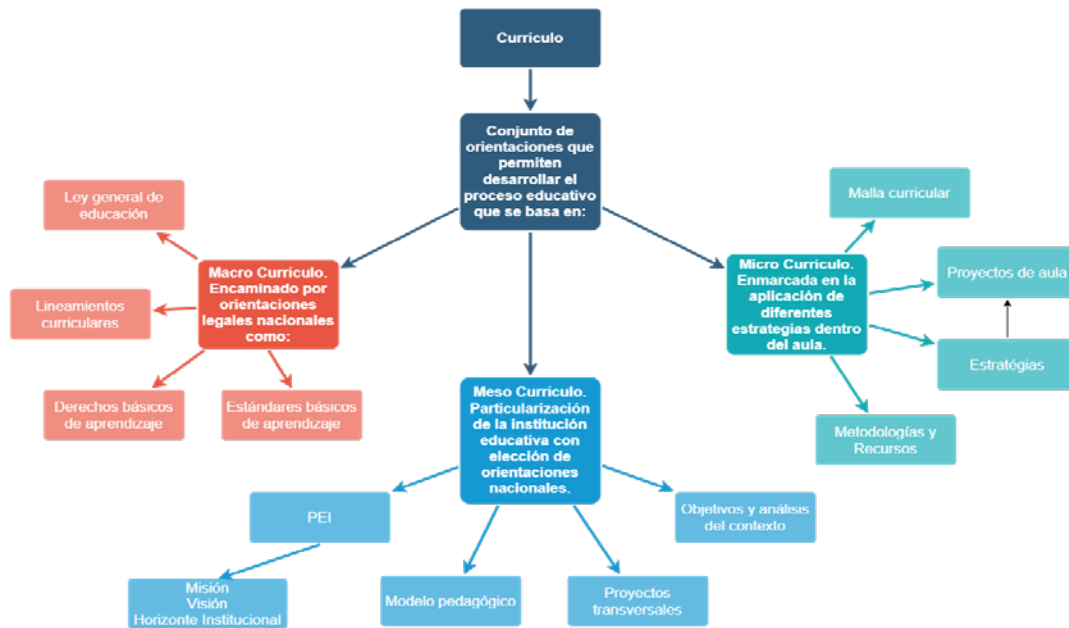 Currículo
Conjunto de
orientaciones que
permiten
desarrollar el
proceso educativo
que se basa en:
Ley general de
educación
Macro Currículo.
Encaminado por
orientaciones
legales nacionales
como:
Lineamientos
curriculares
Derechos básicos
de aprendizaje
Estándares básicos
de aprendizaje
Meso Currículo.
Particularización
de la institución
educativa con
elección de
orientaciones
nacionales.
PEI
Misión
Visión
Horizonte Institucional
Modelo pedagógico
Proyectos
transversales
Objetivos y análisis
del contexto
Micro Currículo.
Enmarcada en la
aplicación de
diferentes
estrategias dentro
del aula.
Malla curricular
Proyectos de aula
Estratégias
Metodologías y
Recursos